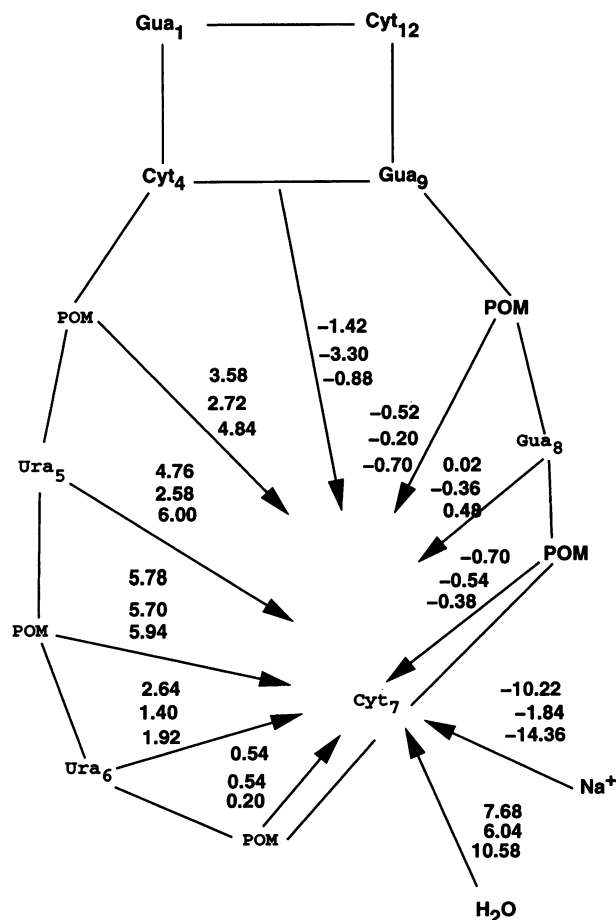 Gua1 Cyt12
Cyt4 Gua9
POM POM
-1.42
-3.30
-0.88
3.58
2.72
4.84
-0.52
-0.20
-0.70
Gua8
0.02
-0.36
0.48
Ura5
4.76
2.58
6.00
POM
-0.70
-0.54
-0.38
5.78
5.70
5.94
POM
2.64
1.40
1.92
Cyt7
-10.22
-1.84
-14.36
Ura6
0.54
0.54
0.20
Na+
7.68
6.04
10.58
POM
H2O